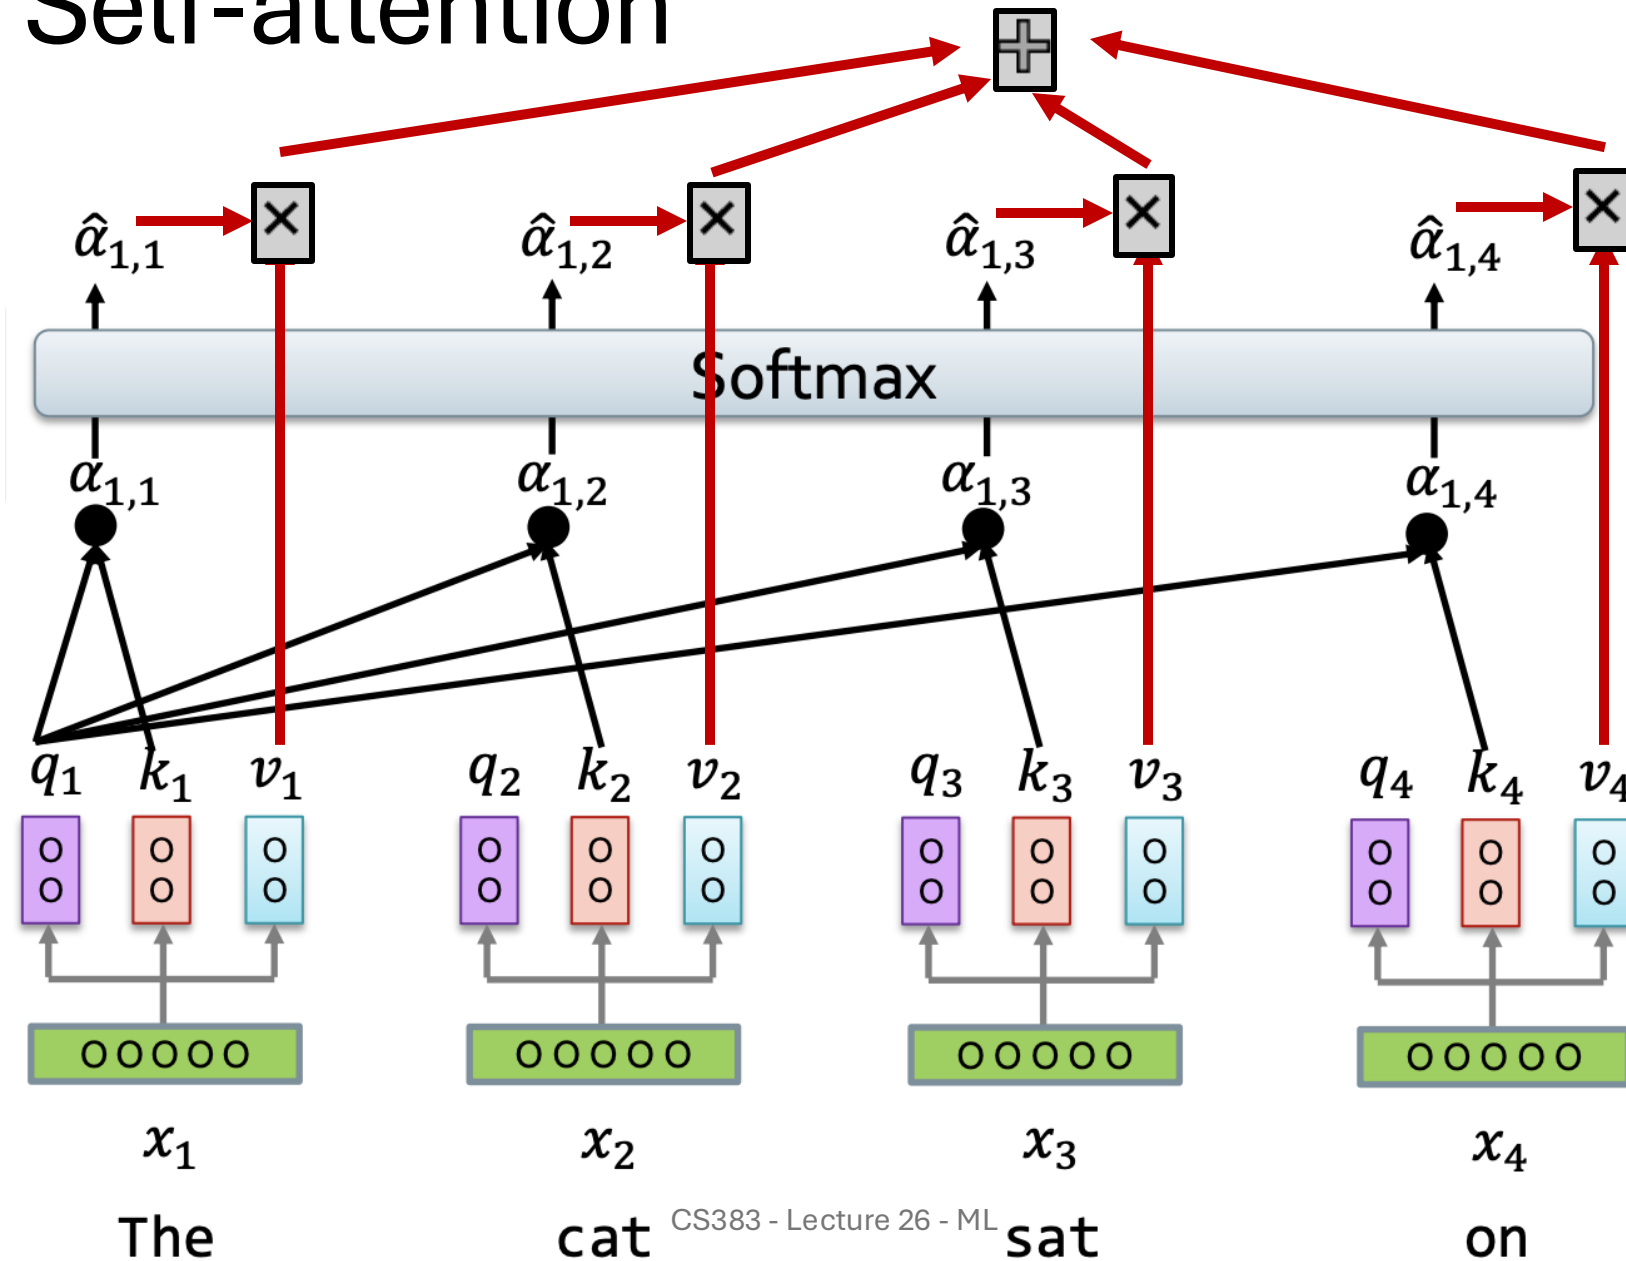 Self-attention
α̂1,1 × α̂1,2 × α̂1,3 × α̂1,4 ×
Softmax
α1,1 α1,2 α1,3 α1,4
q1 k1 v1 q2 k2 v2 q3 k3 v3 q4 k4 v4
x1 x2 x3 x4
The cat sat on
CS383 - Lecture 26 - ML